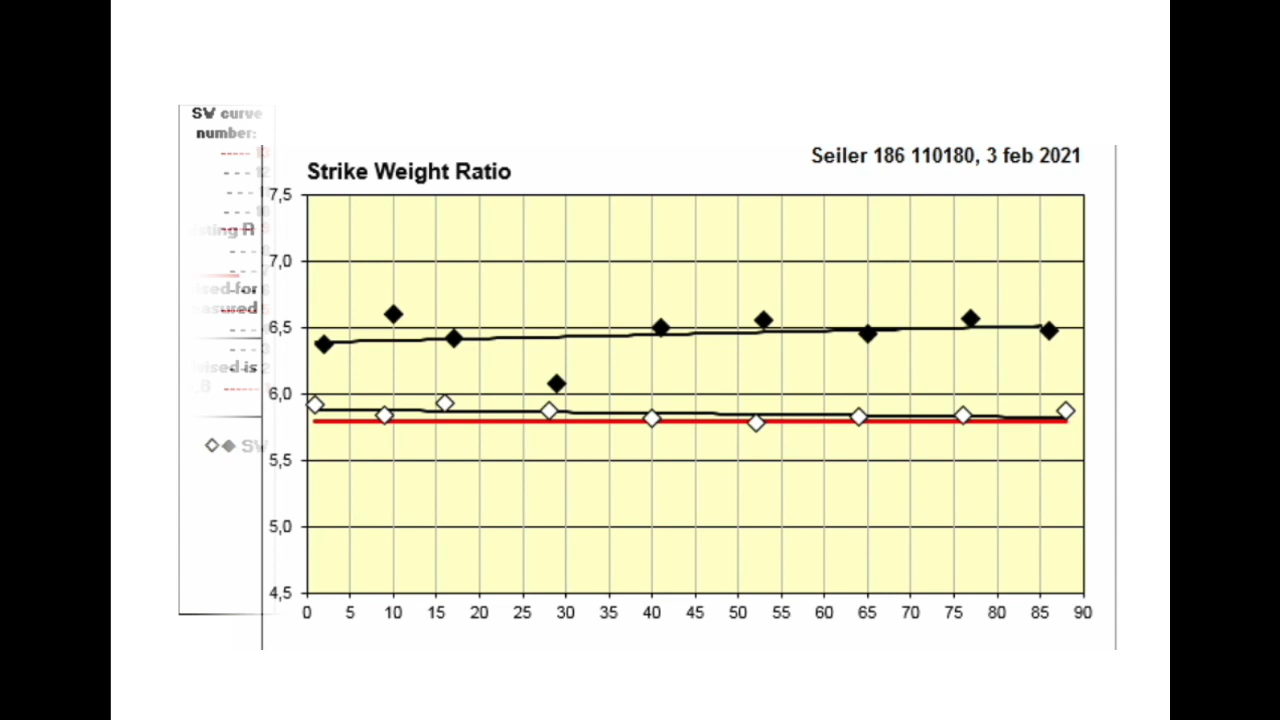 SW curve
number:
Seiler 186 110180, 3 feb 2021
Strike Weight Ratio
7,5
7,0
6,5
6,0
5,5
5,0
4,5
0 5 10 15 20 25 30 35 40 45 50 55 60 65 70 75 80 85 90